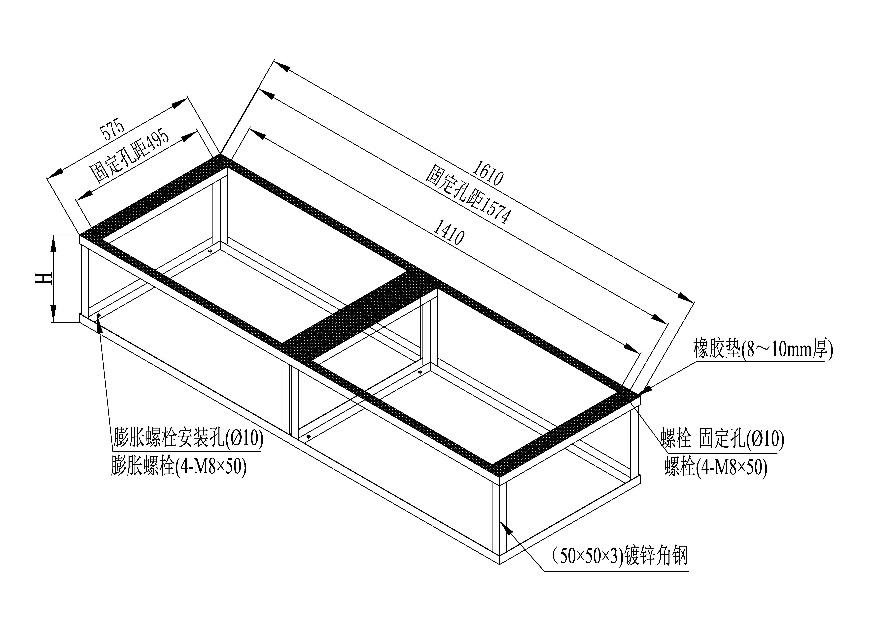 575
固定孔距495
1610
固定孔距1574
1410
H
橡胶垫(8～10mm厚)
膨胀螺栓安装孔(Ø10)
膨胀螺栓(4-M8×50)
螺栓 固定孔(Ø10)
螺栓(4-M8×50)
（50×50×3)镀锌角钢